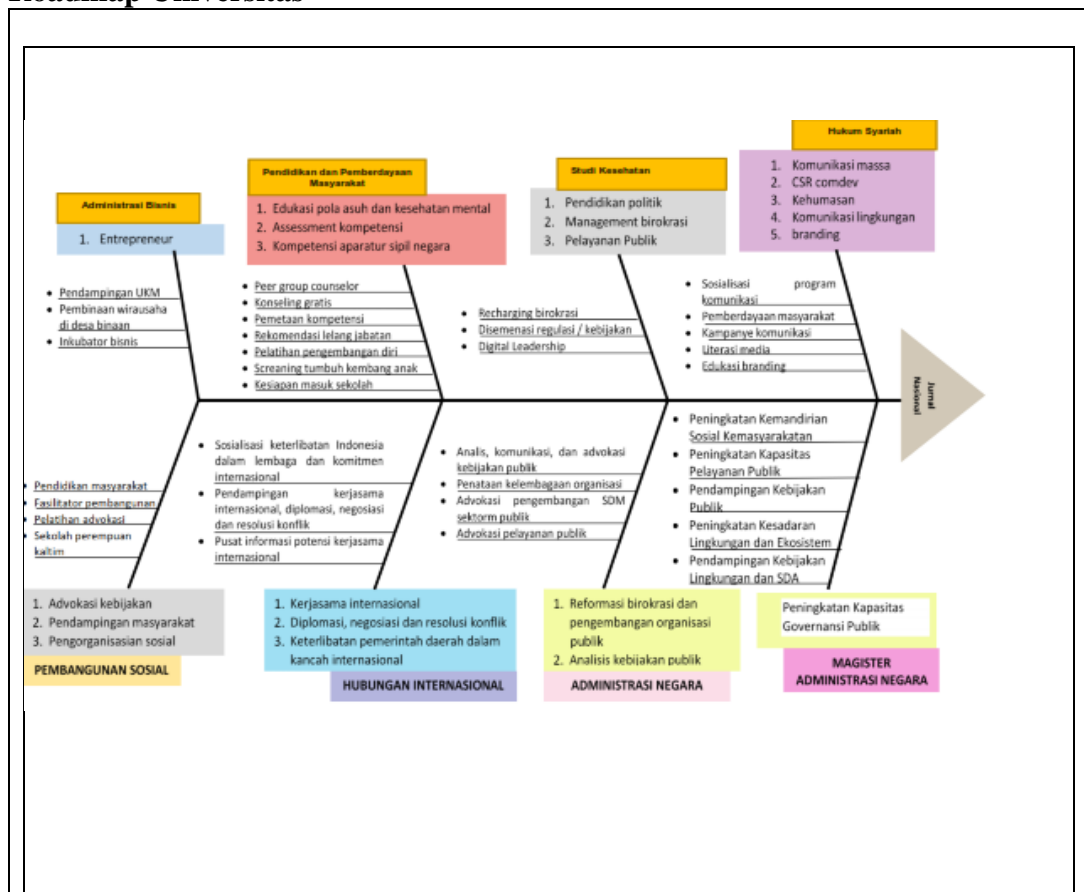 Roadmap Universitas
Hukum Syariah
1. Komunikasi massa
2. CSR comdev
3. Kehumasan
4. Komunikasi lingkungan
5. branding
Pendidikan dan Pemberdayaan
Masyarakat
1. Edukasi pola asuh dan kesehatan mental
2. Assessment kompetensi
3. Kompetensi aparatur sipil negara
Studi Kesehatan
1. Pendidikan politik
2. Management birokrasi
3. Pelayanan Publik
Administrasi Bisnis
1. Entrepreneur
• Pendampingan UKM
• Pembinaan wirausaha
di desa binaan
• Inkubator bisnis
• Peer group counselor
• Konseling gratis
• Pemetaan kompetensi
• Rekomendasi lelang jabatan
• Pelatihan pengembangan diri
• Screaning tumbuh kembang anak
• Kesiapan masuk sekolah
• Recharging birokrasi
• Disemenasi regulasi / kebijakan
• Digital Leadership
• Sosialisasi program
komunikasi
• Pemberdayaan masyarakat
• Kampanye komunikasi
• Literasi media
• Edukasi branding
Jurnal
Nasional
• Pendidikan masyarakat
• Fasilitator pembangunan
• Pelatihan advokasi
• Sekolah perempuan
kaltim
• Sosialisasi keterlibatan Indonesia
dalam lembaga dan komitmen
internasional
• Pendampingan kerjasama
internasional, diplomasi, negosiasi
dan resolusi konflik
• Pusat informasi potensi kerjasama
internasional
• Analis, komunikasi, dan advokasi
kebijakan publik
• Penataan kelembagaan organisasi
• Advokasi pengembangan SDM
sektorm publik
• Advokasi pelayanan publik
• Peningkatan Kemandirian
Sosial Kemasyarakatan
• Peningkatan Kapasitas
Pelayanan Publik
• Pendampingan Kebijakan
Publik
• Peningkatan Kesadaran
Lingkungan dan Ekosistem
• Pendampingan Kebijakan
Lingkungan dan SDA
1. Advokasi kebijakan
2. Pendampingan masyarakat
3. Pengorganisasian sosial
PEMBANGUNAN SOSIAL
1. Kerjasama internasional
2. Diplomasi, negosiasi dan resolusi konflik
3. Keterlibatan pemerintah daerah dalam
kancah internasional
HUBUNGAN INTERNASIONAL
1. Reformasi birokrasi dan
pengembangan organisasi
publik
2. Analisis kebijakan publik
ADMINISTRASI NEGARA
Peningkatan Kapasitas
Governansi Publik
MAGISTER
ADMINISTRASI NEGARA